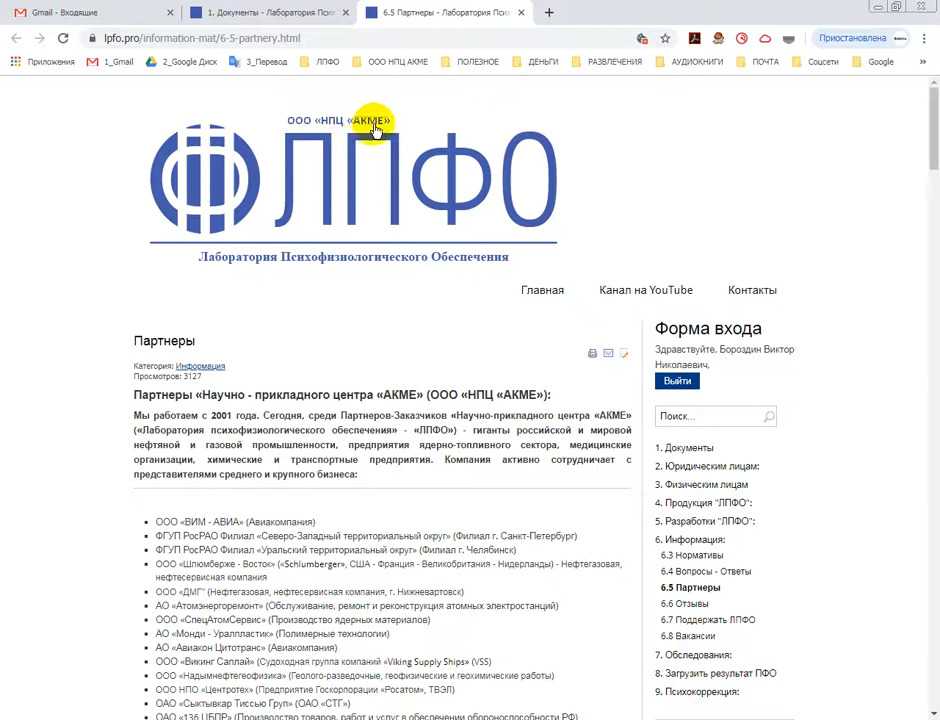 Gmail - Входящие
1. Документы - Лаборатория Пси
6.5 Партнеры - Лаборатория Пси
lpfo.pro/information-mat/6-5-partnery.html
Приостановлена
Приложения
1_Gmail
2_Google Диск
3_Перевод
ЛПФО
ООО НПЦ АКМЕ
ПОЛЕЗНОЕ
ДЕНЬГИ
РАЗВЛЕЧЕНИЯ
АУДИОКНИГИ
ПОЧТА
Соцсети
Google
»
ООО «НПЦ «АКМЕ»
ЛПФО
Лаборатория Психофизиологического Обеспечения
Главная
Канал на YouTube
Контакты
Партнеры
Категория: Информация
Просмотров: 3127
Партнеры «Научно - прикладного центра «АКМЕ» (ООО «НПЦ «АКМЕ»):
Мы работаем с 2001 года. Сегодня, среди Партнеров-Заказчиков «Научно-прикладного центра «АКМЕ»
(«Лаборатория психофизиологического обеспечения» - «ЛПФО») - гиганты российской и мировой
нефтяной и газовой промышленности, предприятия ядерно-топливного сектора, медицинские
организации, химические и транспортные предприятия. Компания активно сотрудничает с
представителями среднего и крупного бизнеса:
ООО «ВИМ - АВИА» (Авиакомпания)
ФГУП РосРАО Филиал «Северо-Западный территориальный округ» (Филиал г. Санкт-Петербург)
ФГУП РосРАО Филиал «Уральский территориальный округ» (Филиал г. Челябинск)
ООО «Шлюмберже - Восток» («Schlumberger», США - Франция - Великобритания - Нидерланды) - Нефтегазовая,
нефтесервисная компания
ООО «ДМГ" (Нефтегазовая, нефтесервисная компания, г. Нижневартовск)
АО «Атомэнергоремонт» (Обслуживание, ремонт и реконструкция атомных электростанций)
ООО «СпецАтомСервис» (Производство ядерных материалов)
АО «Монди - Уралпластик» (Полимерные технологии)
АО «Авиакон Цитотранс» (Авиакомпания)
ООО «Викинг Саплай» (Судоходная группа компаний «Viking Supply Ships» (VSS)
ООО «Надымнефтегеофизика» (Геолого-разведочные, геофизические и геохимические работы)
ООО НПО «Центротех» (Предприятие Госкорпорации «Росатом», ТВЭЛ)
ОАО «Сыктывкар Тиссью Груп» (ОАО «СТГ»)
ОАО «136 ЦБПР» (Производство товаров, работ и услуг в обеспечении обороноспособности РФ)
Форма входа
Здравствуйте, Бороздин Виктор
Николаевич,
Выйти
Поиск...
1. Документы
2. Юридическим лицам:
3. Физическим лицам
4. Продукция "ЛПФО":
5. Разработки "ЛПФО":
6. Информация:
6.3 Нормативы
6.4 Вопросы - Ответы
6.5 Партнеры
6.6 Отзывы
6.7 Поддержать ЛПФО
6.8 Вакансии
7. Обследования:
8. Загрузить результат ПФО
9. Психокоррекция: